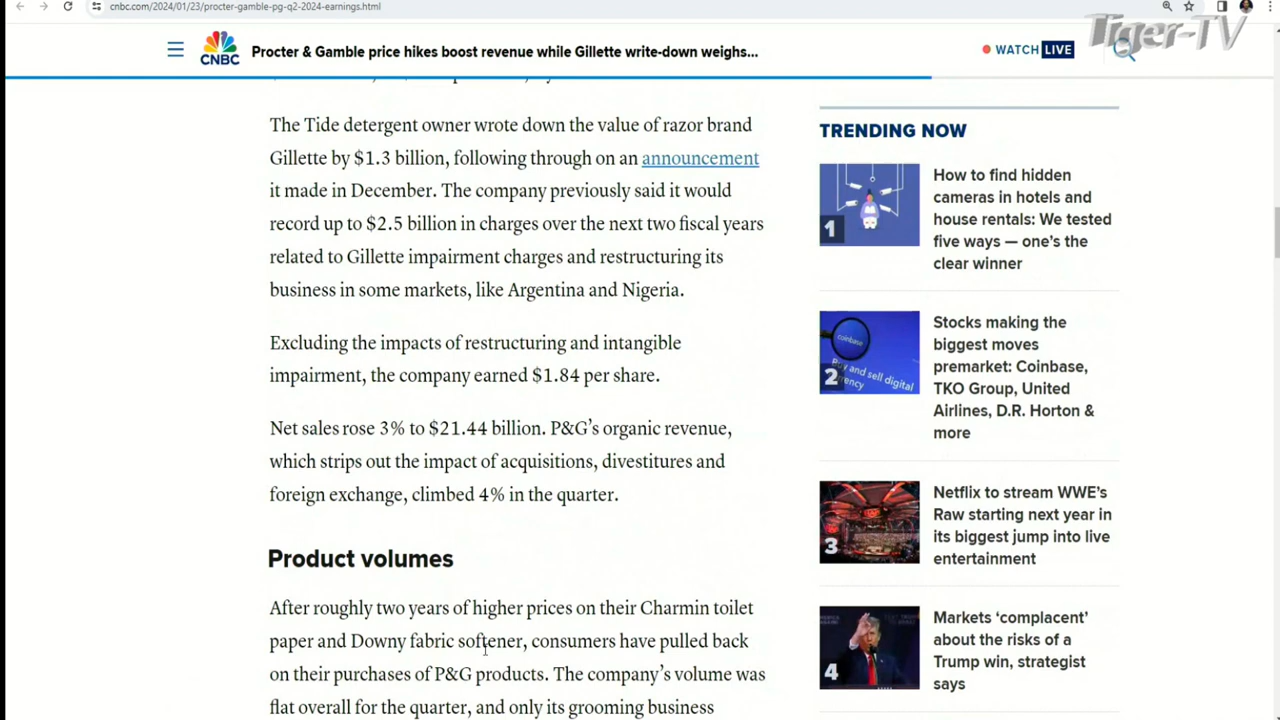 cnbc.com/2024/01/23/procter-gamble-pg-q2-2024-earnings.html
Tiger-TV
CNBC
Procter & Gamble price hikes boost revenue while Gillette write-down weighs...
WATCH LIVE
The Tide detergent owner wrote down the value of razor brand
Gillette by $1.3 billion, following through on an announcement
it made in December. The company previously said it would
record up to $2.5 billion in charges over the next two fiscal years
related to Gillette impairment charges and restructuring its
business in some markets, like Argentina and Nigeria.
Excluding the impacts of restructuring and intangible
impairment, the company earned $1.84 per share.
Net sales rose 3% to $21.44 billion. P&G’s organic revenue,
which strips out the impact of acquisitions, divestitures and
foreign exchange, climbed 4% in the quarter.
Product volumes
After roughly two years of higher prices on their Charmin toilet
paper and Downy fabric softener, consumers have pulled back
on their purchases of P&G products. The company’s volume was
flat overall for the quarter, and only its grooming business
TRENDING NOW
1
How to find hidden
cameras in hotels and
house rentals: We tested
five ways — one’s the
clear winner
coinbase
Buy and sell digital
2
Stocks making the
biggest moves
premarket: Coinbase,
TKO Group, United
Airlines, D.R. Horton &
more
3
Netflix to stream WWE’s
Raw starting next year in
its biggest jump into live
entertainment
4
Markets ‘complacent’
about the risks of a
Trump win, strategist
says